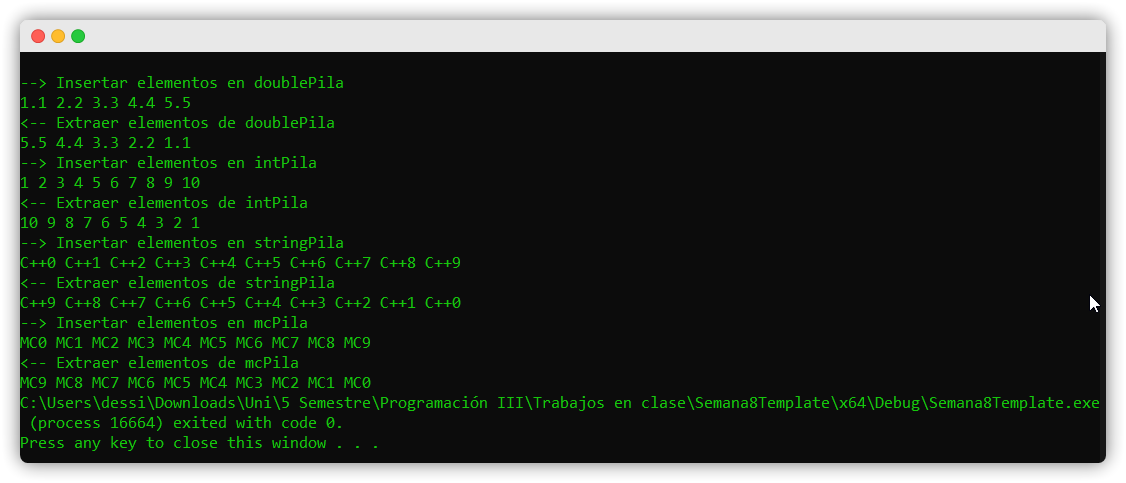 --> Insertar elementos en doublePila
1.1 2.2 3.3 4.4 5.5
<-- Extraer elementos de doublePila
5.5 4.4 3.3 2.2 1.1
--> Insertar elementos en intPila
1 2 3 4 5 6 7 8 9 10
<-- Extraer elementos de intPila
10 9 8 7 6 5 4 3 2 1
--> Insertar elementos en stringPila
C++0 C++1 C++2 C++3 C++4 C++5 C++6 C++7 C++8 C++9
<-- Extraer elementos de stringPila
C++9 C++8 C++7 C++6 C++5 C++4 C++3 C++2 C++1 C++0
--> Insertar elementos en mcPila
MC0 MC1 MC2 MC3 MC4 MC5 MC6 MC7 MC8 MC9
<-- Extraer elementos de mcPila
MC9 MC8 MC7 MC6 MC5 MC4 MC3 MC2 MC1 MC0
C:\Users\dessi\Downloads\Uni\5 Semestre\Programación III\Trabajos en clase\Semana8Template\x64\Debug\Semana8Template.exe
 (process 16664) exited with code 0.
Press any key to close this window . . .